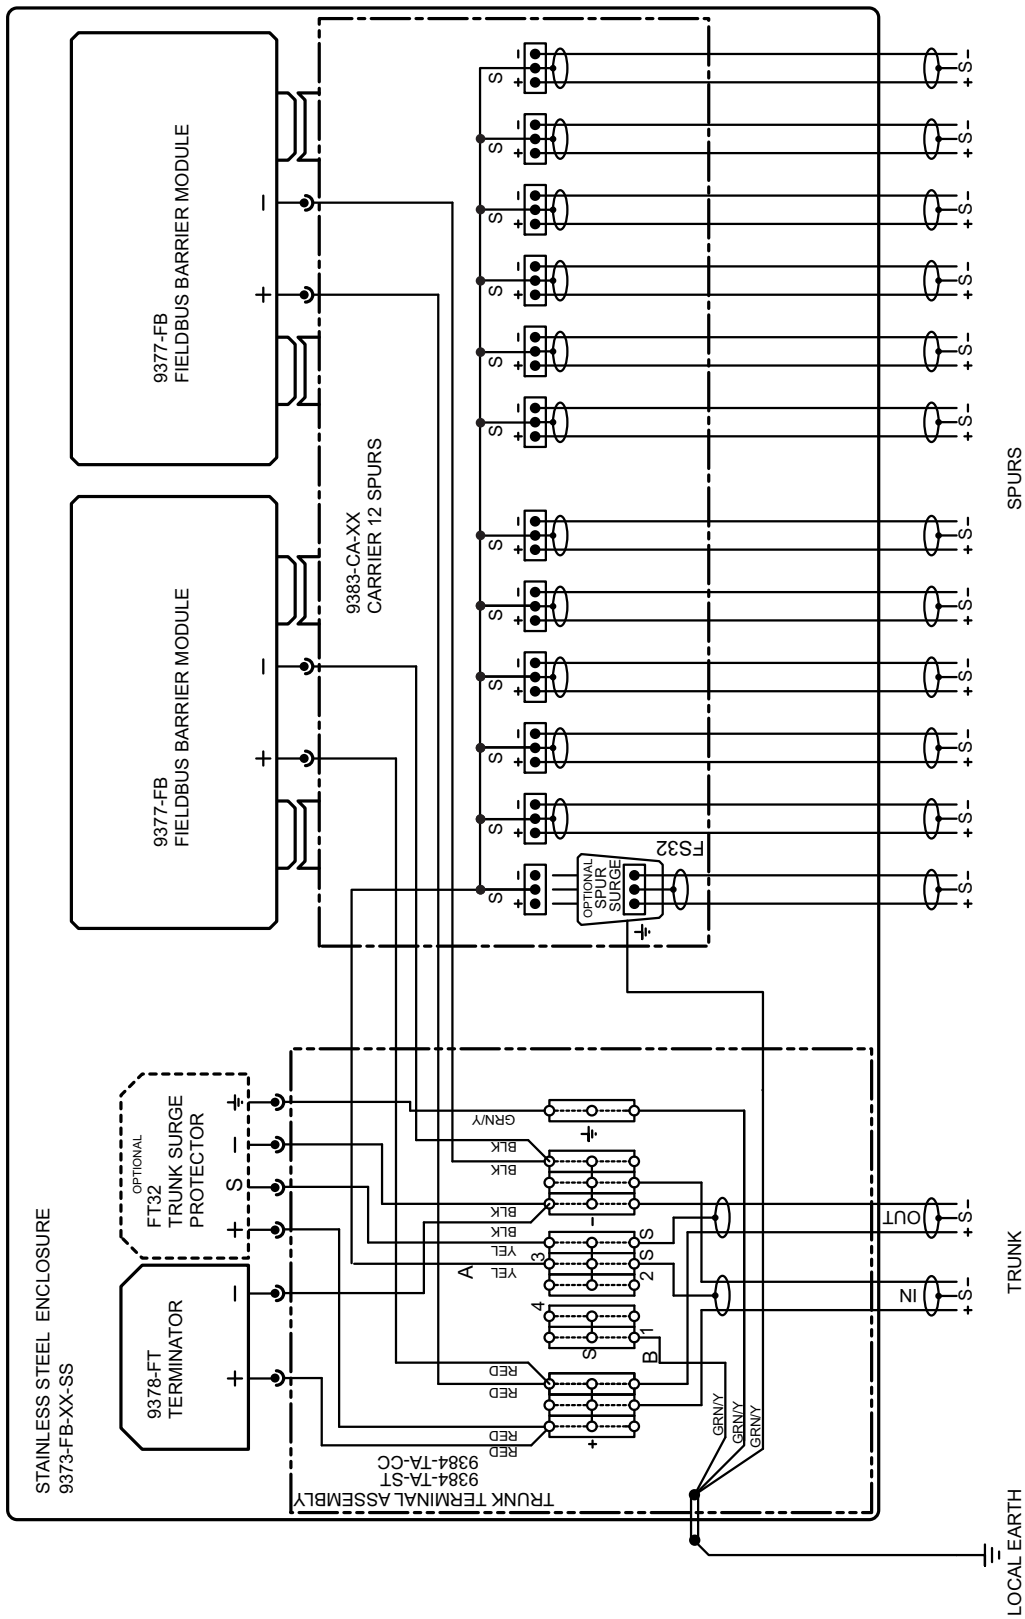 STAINLESS STEEL ENCLOSURE
9373-FB-XX-SS
9378-FT
TERMINATOR
+
–
OPTIONAL
FT32
TRUNK SURGE
PROTECTOR
+
S
–
9377-FB
FIELDBUS BARRIER MODULE
+
–
9377-FB
FIELDBUS BARRIER MODULE
+
–
9383-CA-XX
CARRIER 12 SPURS
TRUNK TERMINAL ASSEMBLY
9384-TA-ST
9384-TA-CC
RED
RED
RED
RED
YEL
YEL
BLK
BLK
BLK
BLK
GRN/Y
A
3
4
S
B
1
2
S
S
+
–
GRN/Y
GRN/Y
GRN/Y
OPTIONAL
SPUR
SURGE
FS32
+ S –
+ S –
+ S –
+ S –
+ S –
+ S –
+ S –
+ S –
+ S –
+ S –
+ S –
+ S –
IN
OUT
+ S –
+ S –
+ S –
+ S –
+ S –
+ S –
+ S –
+ S –
+ S –
+ S –
+ S –
+ S –
+ S –
+ S –
LOCAL EARTH
TRUNK
SPURS